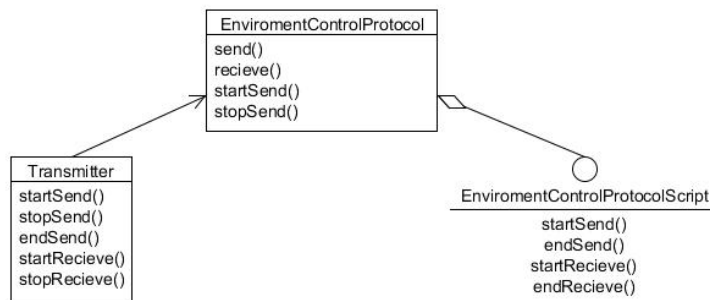 EnviromentControlProtocol
send()
recieve()
startSend()
stopSend()
Transmitter
startSend()
stopSend()
endSend()
startRecieve()
stopRecieve()
EnviromentControlProtocolScript
startSend()
endSend()
startRecieve()
endRecieve()